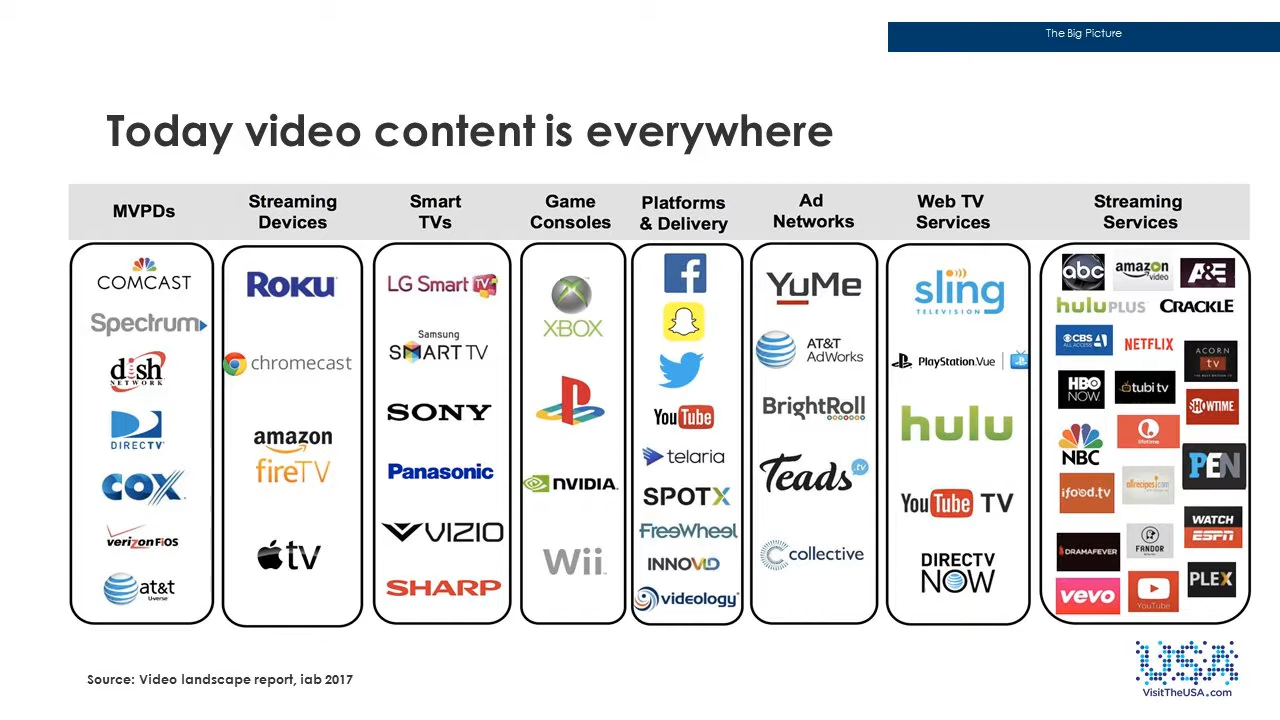 The Big Picture
Today video content is everywhere
MVPDs
Streaming
Devices
Smart
TVs
Game
Consoles
Platforms
& Delivery
Ad
Networks
Web TV
Services
Streaming
Services
COMCAST
Spectrum
dish
NETWORK
DIRECTV
COX
verizon FiOS
at&t
U-verse
Roku
chromecast
amazon
fireTV
tv
LG Smart TV
Samsung
SMART TV
SONY
Panasonic
VIZIO
SHARP
XBOX
NVIDIA
Wii
f
YouTube
telaria
SPOTX
FreeWheel
INNOVID
videology
YuMe
AT&T
AdWorks
BrightRoll
Teads .tv
collective
sling
TELEVISION
PlayStation.Vue
hulu
YouTube TV
DIRECTV
NOW
abc
amazon
video
A&E
huluPLUS
CRACKLE
CBS
ALL ACCESS
NETFLIX
ACORN
tv
HBO
NOW
tubi tv
SHOWTIME
NBC
lifetime
PEN
ifood.tv
allrecipes.com
DRAMAFEVER
FANDOR
WATCH
ESPN
vevo
YouTube
PLEX
Source: Video landscape report, iab 2017
USA
VisitTheUSA.com